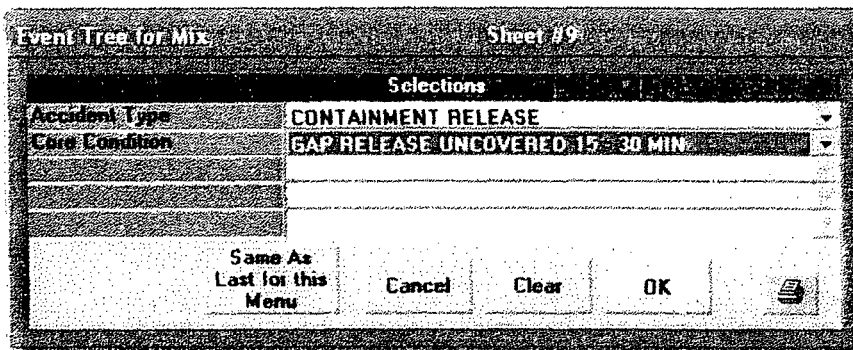 Event Tree for Mix Sheet #9
Selections
Accident Type CONTAINMENT RELEASE
Core Condition GAP RELEASE UNCOVERED 15 - 30 MIN.
Same As
Last for this
Menu
Cancel Clear OK